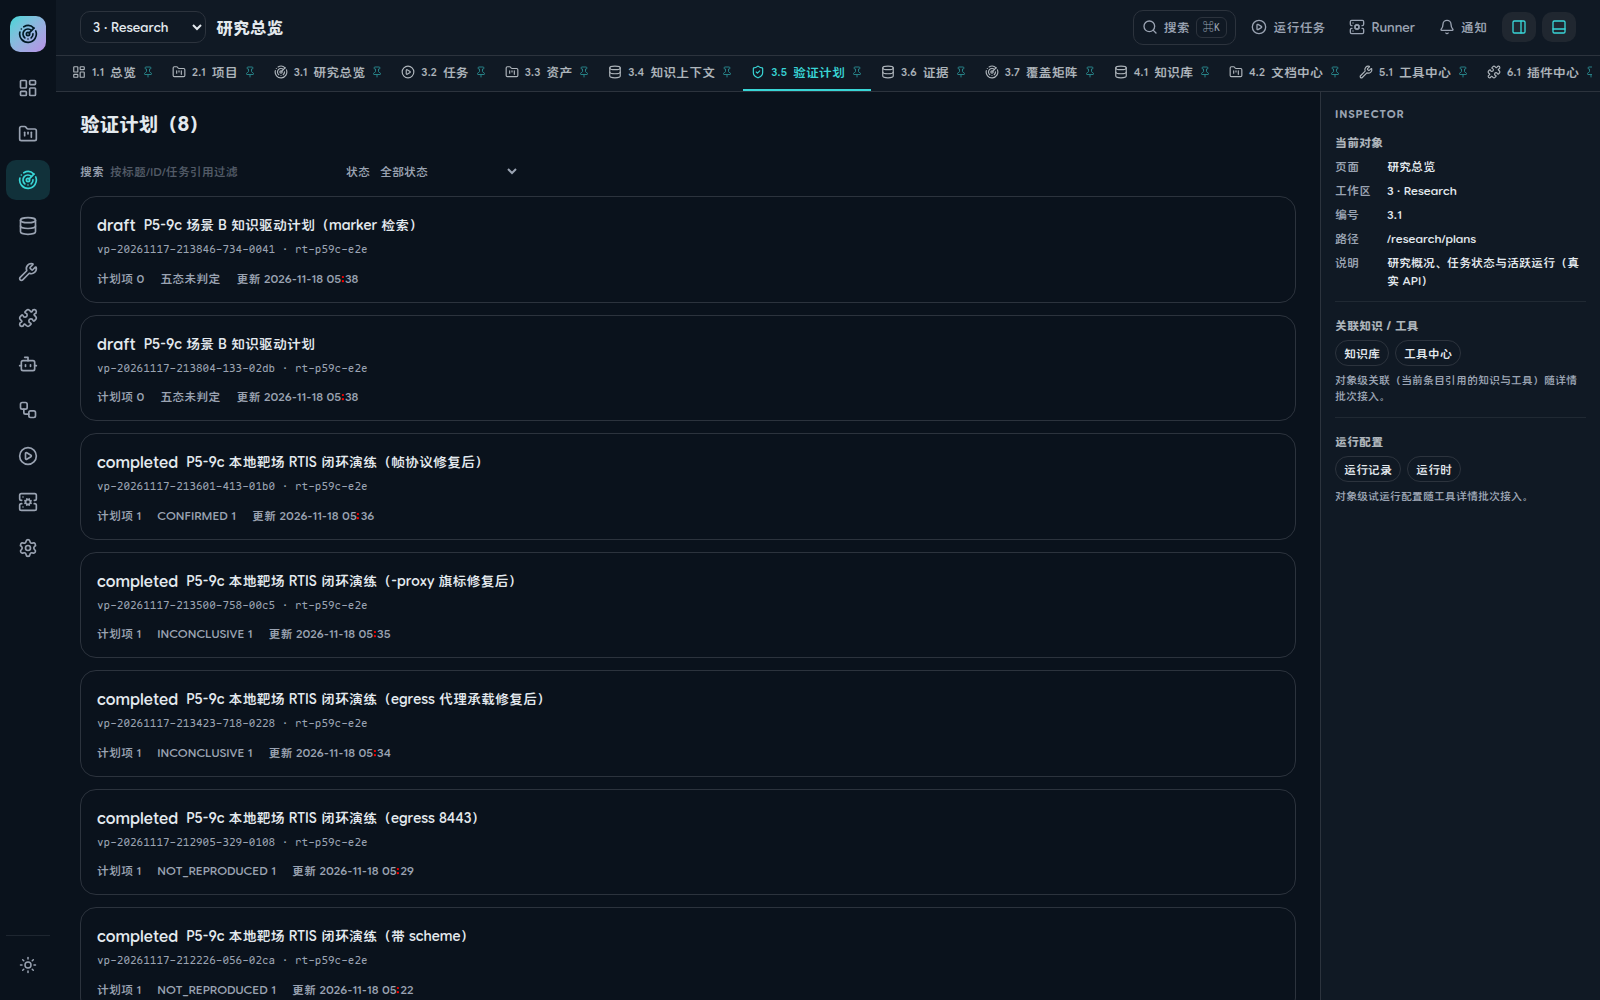 3 · Research 研究总览 搜索 ⌘K 运行任务 Runner 通知
1.1 总览 2.1 项目 3.1 研究总览 3.2 任务 3.3 资产 3.4 知识上下文 3.5 验证计划 3.6 证据 3.7 覆盖矩阵 4.1 知识库 4.2 文档中心 5.1 工具中心 6.1 插件中心
验证计划（8）
搜索 按标题/ID/任务引用过滤 状态 全部状态
draft P5-9c 场景 B 知识驱动计划（marker 检索）
vp-20261117-213846-734-0041 · rt-p59c-e2e
计划项 0 五态未判定 更新 2026-11-18 05:38
draft P5-9c 场景 B 知识驱动计划
vp-20261117-213804-133-02db · rt-p59c-e2e
计划项 0 五态未判定 更新 2026-11-18 05:38
completed P5-9c 本地靶场 RTIS 闭环演练（帧协议修复后）
vp-20261117-213601-413-01b0 · rt-p59c-e2e
计划项 1 CONFIRMED 1 更新 2026-11-18 05:36
completed P5-9c 本地靶场 RTIS 闭环演练（-proxy 旗标修复后）
vp-20261117-213500-758-00c5 · rt-p59c-e2e
计划项 1 INCONCLUSIVE 1 更新 2026-11-18 05:35
completed P5-9c 本地靶场 RTIS 闭环演练（egress 代理承载修复后）
vp-20261117-213423-718-0228 · rt-p59c-e2e
计划项 1 INCONCLUSIVE 1 更新 2026-11-18 05:34
completed P5-9c 本地靶场 RTIS 闭环演练（egress 8443）
vp-20261117-212905-329-0108 · rt-p59c-e2e
计划项 1 NOT_REPRODUCED 1 更新 2026-11-18 05:29
completed P5-9c 本地靶场 RTIS 闭环演练（带 scheme）
vp-20261117-212226-056-02ca · rt-p59c-e2e
计划项 1 NOT_REPRODUCED 1 更新 2026-11-18 05:22
INSPECTOR
当前对象
页面 研究总览
工作区 3 · Research
编号 3.1
路径 /research/plans
说明 研究概况、任务状态与活跃运行（真
实 API）
关联知识 / 工具
知识库 工具中心
对象级关联（当前条目引用的知识与工具）随详情
批次接入。
运行配置
运行记录 运行时
对象级试运行配置随工具详情批次接入。